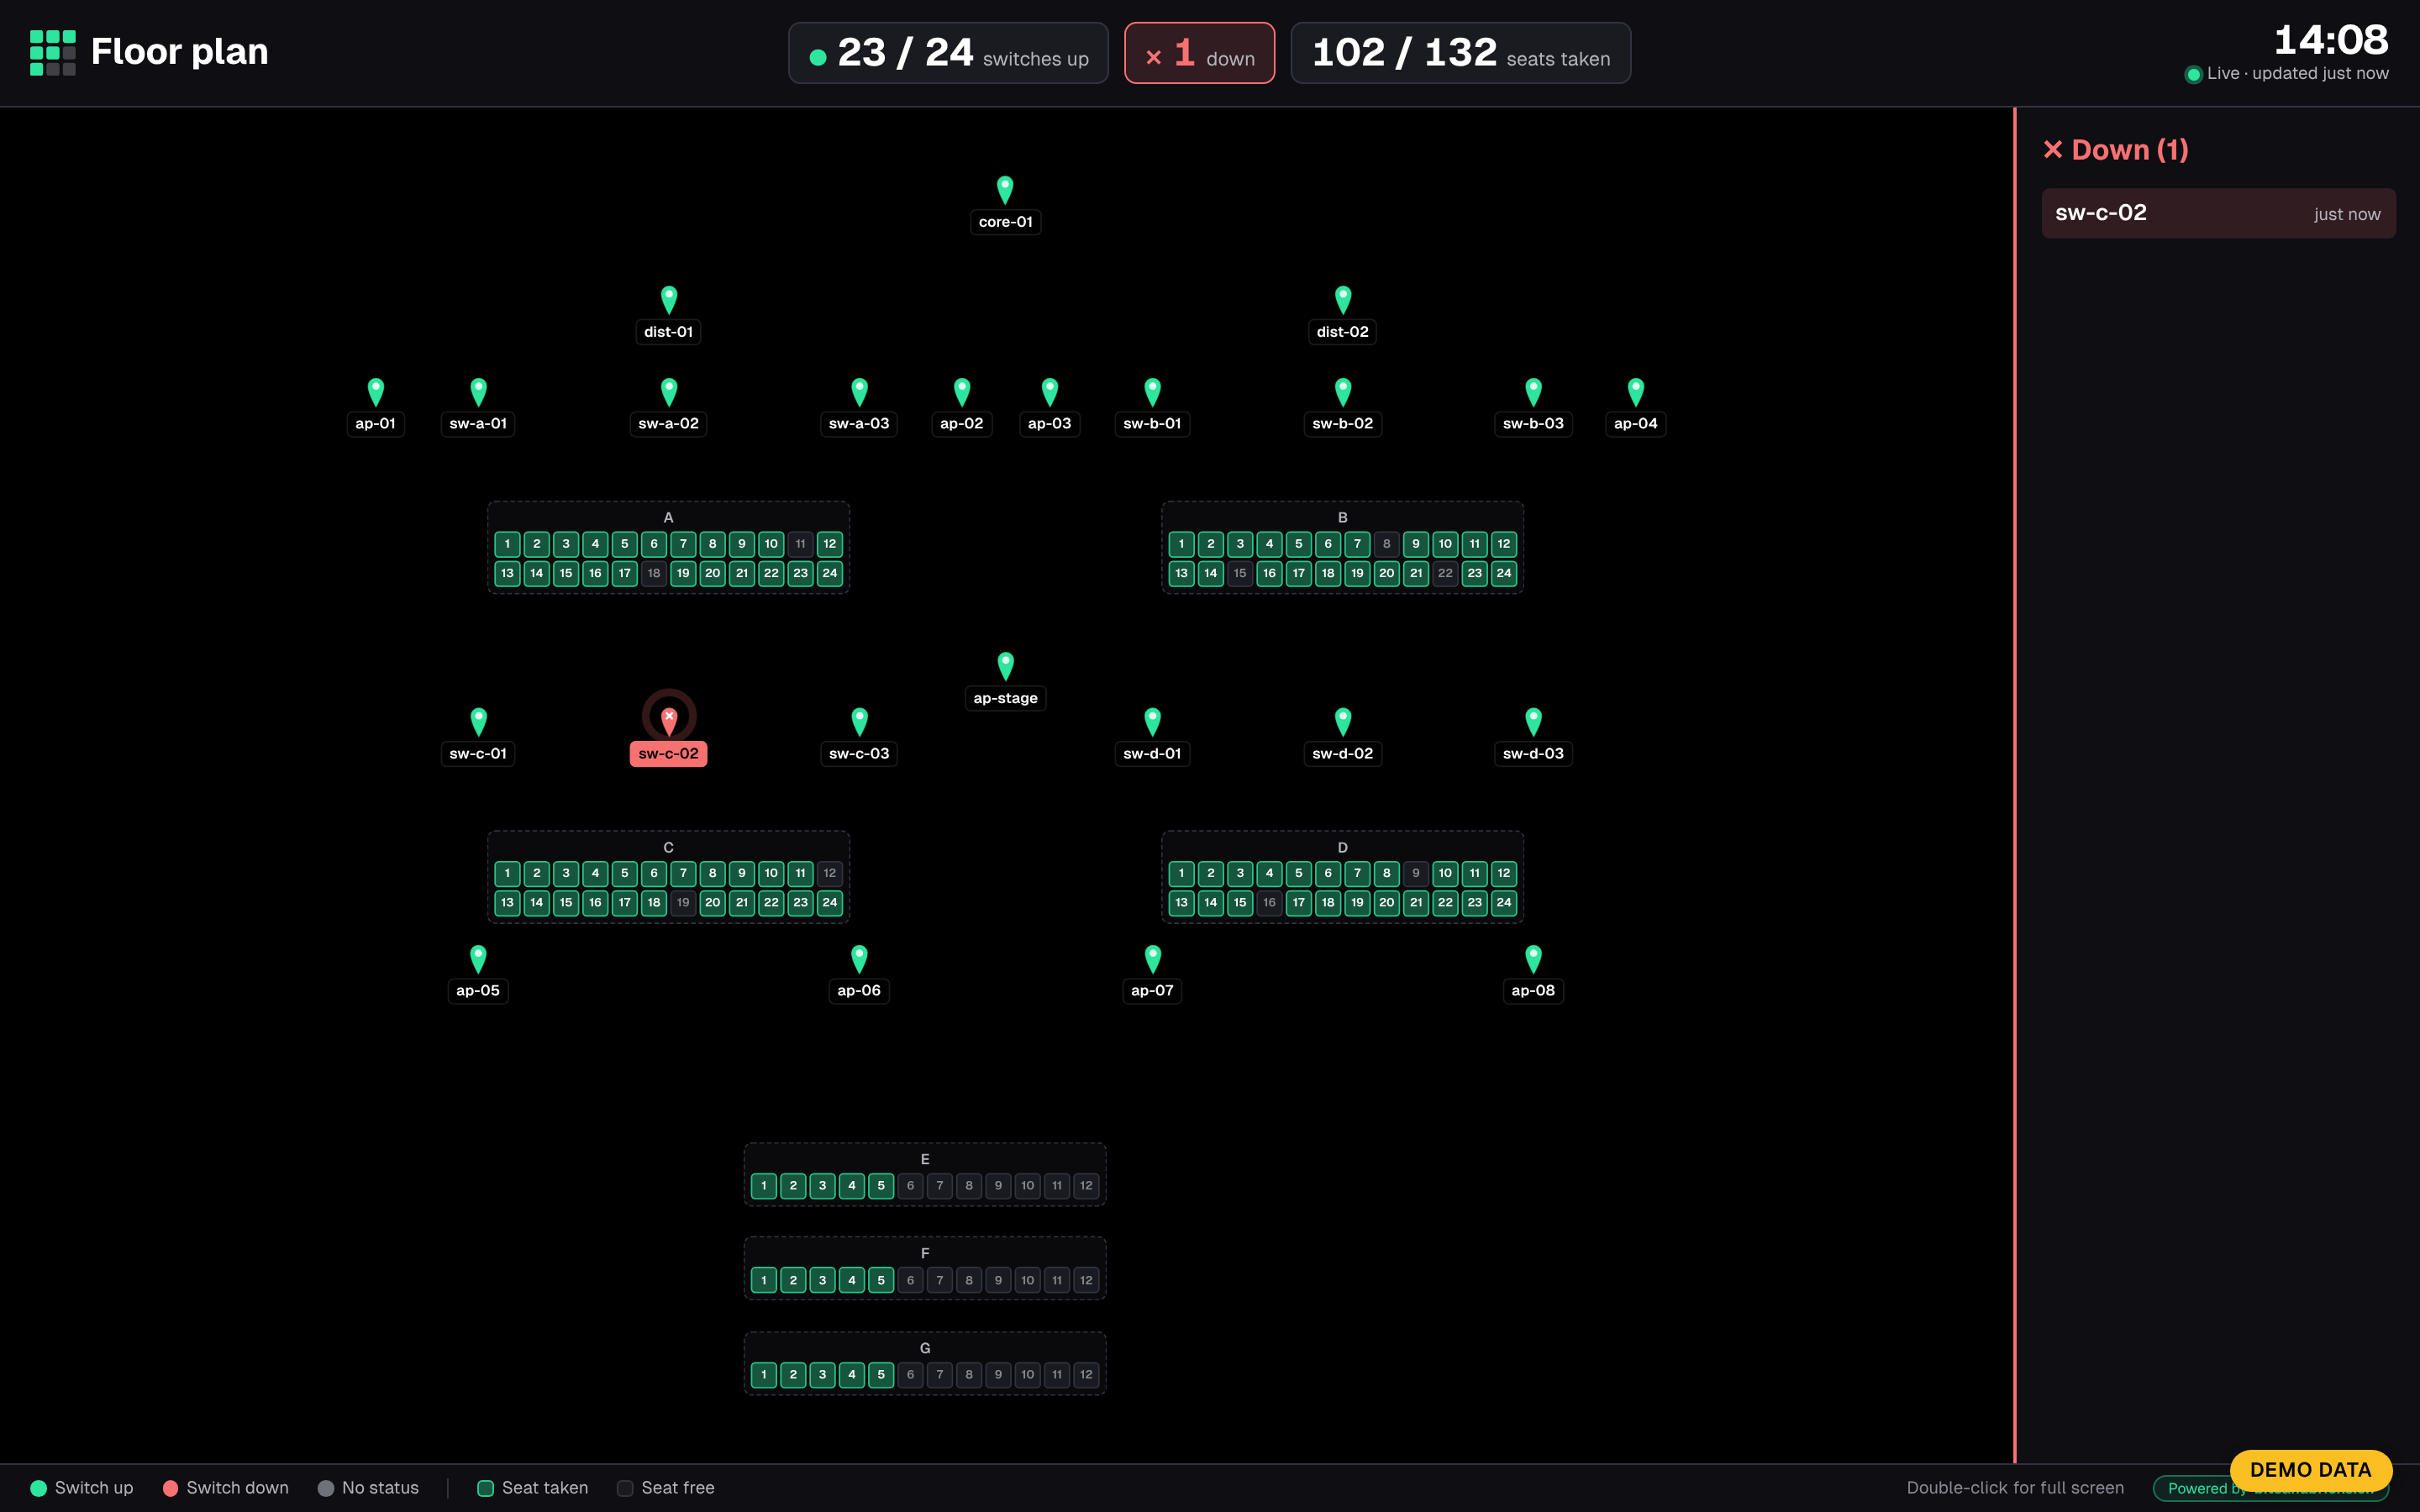 Floor plan
23 / 24 switches up
× 1 down
102 / 132 seats taken
14:08
Live · updated just now
× Down (1)
sw-c-02 just now
core-01
dist-01 dist-02
ap-01 sw-a-01 sw-a-02 sw-a-03 ap-02 ap-03 sw-b-01 sw-b-02 sw-b-03 ap-04
A
1 2 3 4 5 6 7 8 9 10 11 12
13 14 15 16 17 18 19 20 21 22 23 24
B
1 2 3 4 5 6 7 8 9 10 11 12
13 14 15 16 17 18 19 20 21 22 23 24
ap-stage
sw-c-01 sw-c-02 sw-c-03 sw-d-01 sw-d-02 sw-d-03
C
1 2 3 4 5 6 7 8 9 10 11 12
13 14 15 16 17 18 19 20 21 22 23 24
D
1 2 3 4 5 6 7 8 9 10 11 12
13 14 15 16 17 18 19 20 21 22 23 24
ap-05 ap-06 ap-07 ap-08
E
1 2 3 4 5 6 7 8 9 10 11 12
F
1 2 3 4 5 6 7 8 9 10 11 12
G
1 2 3 4 5 6 7 8 9 10 11 12
Switch up Switch down No status Seat taken Seat free
Double-click for full screen
Powered by
DEMO DATA